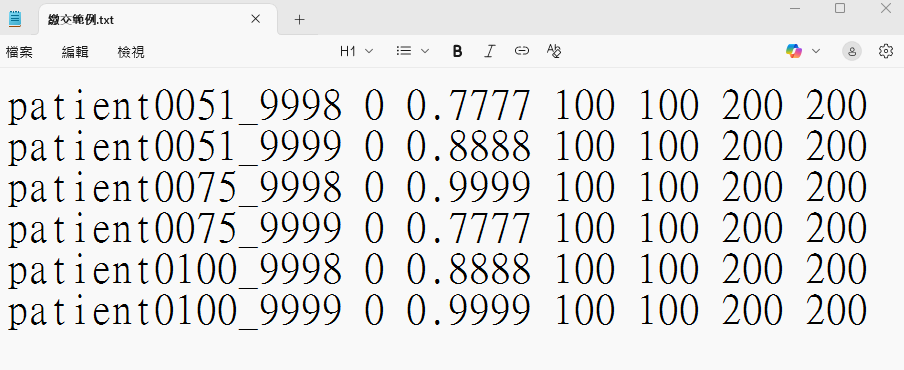 繳交範例.txt
檔案 編輯 檢視 H1 B I Ab
patient0051_9998 0 0.7777 100 100 200 200
patient0051_9999 0 0.8888 100 100 200 200
patient0075_9998 0 0.9999 100 100 200 200
patient0075_9999 0 0.7777 100 100 200 200
patient0100_9998 0 0.8888 100 100 200 200
patient0100_9999 0 0.9999 100 100 200 200